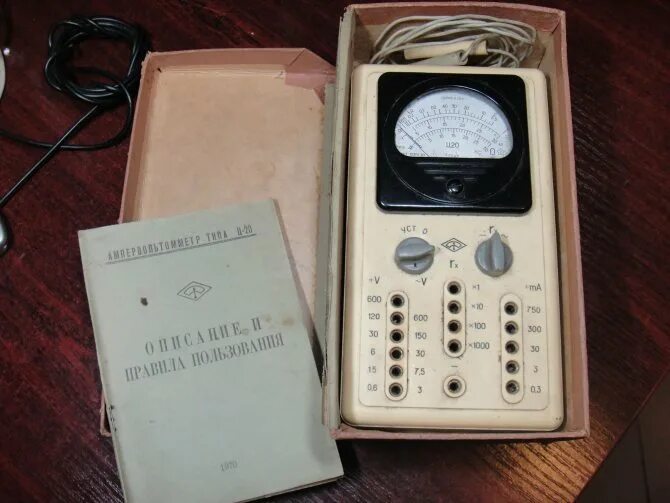 АМПЕРВОЛЬТОММЕТР ТИПА Ц-20
ОПИСАНИЕ И
ПРАВИЛА ПОЛЬЗОВАНИЯ
1970
Ц20
УСТ 0
rx
rx
+V ~V +mA
600 ×1 750
120 600 ×10 300
30 150 ×100 30
6 30 ×1000 3
1,5 7,5 0,3
0,6 3 −